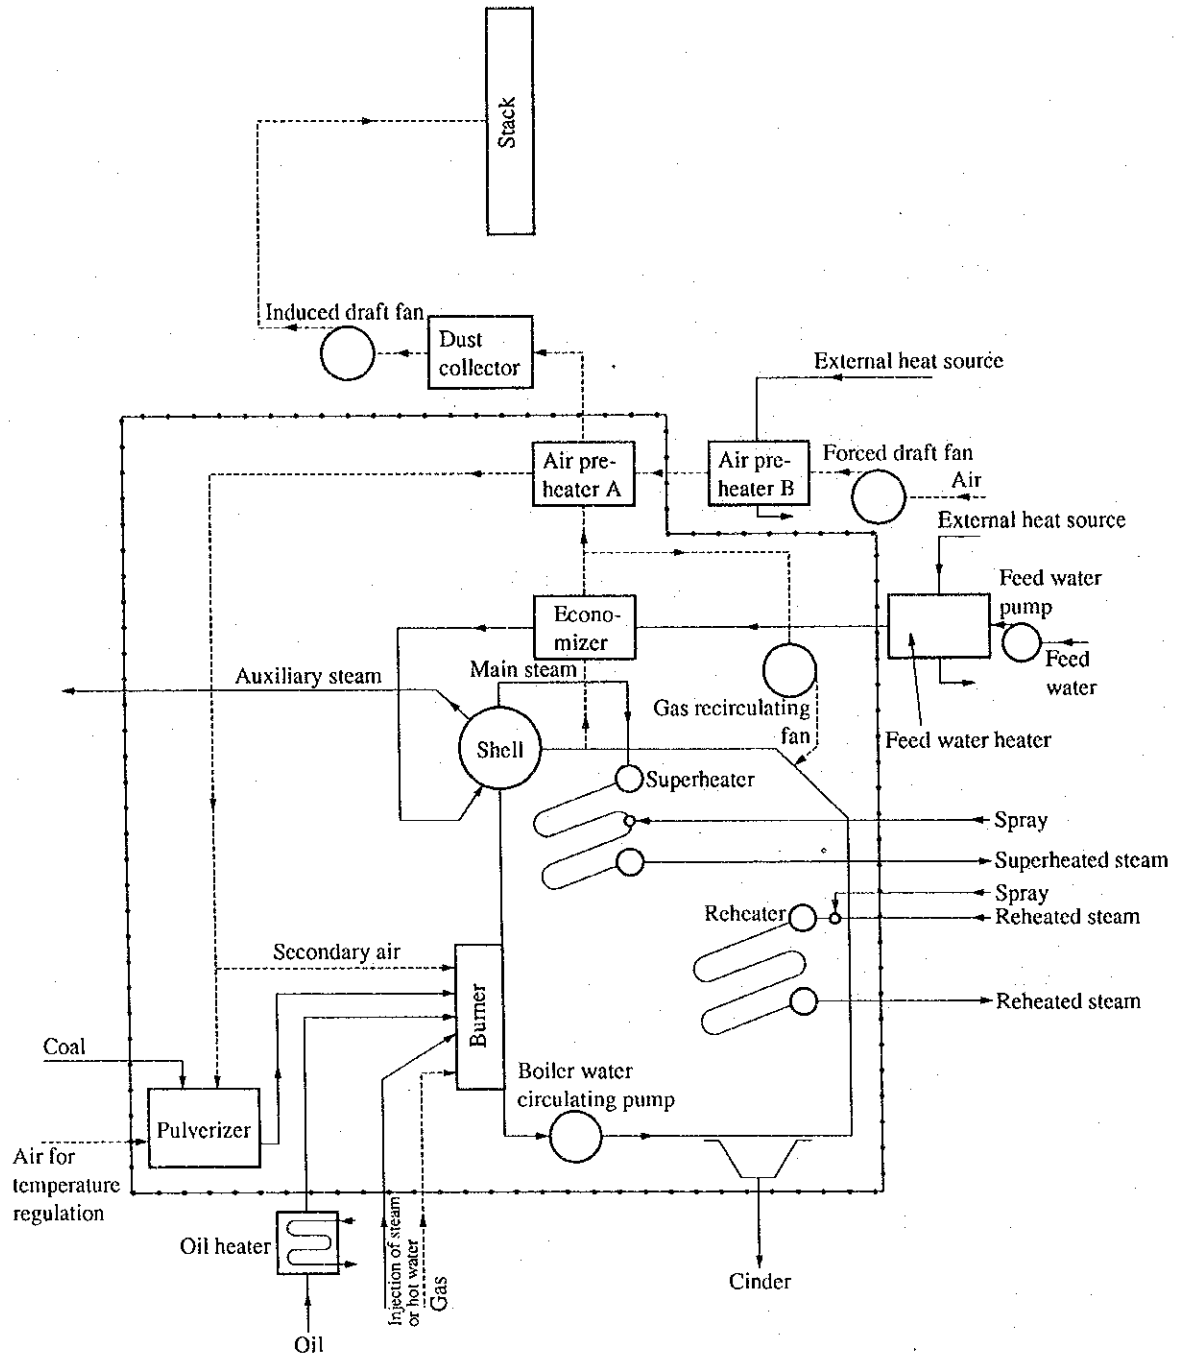 Stack
Induced draft fan
Dust
collector
External heat source
Air pre-
heater A
Air pre-
heater B
Forced draft fan
Air
External heat source
Feed water
pump
Econo-
mizer
Feed
water
Main steam
Auxiliary steam
Gas recirculating
fan
Feed water heater
Shell
Superheater
Spray
Superheated steam
Spray
Reheater
Reheated steam
Secondary air
Burner
Reheated steam
Coal
Boiler water
circulating pump
Pulverizer
Air for
temperature
regulation
Oil heater
Injection of steam
or hot water
Gas
Cinder
Oil